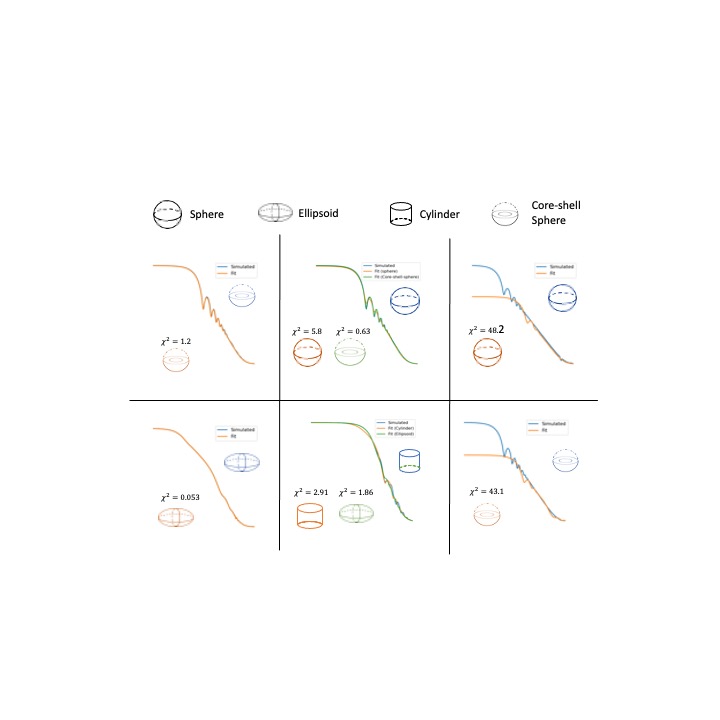 Sphere
Ellipsoid
Cylinder
Core-shell
Sphere
Simulated
Fit
χ² = 1.2
Simulated
Fit (sphere)
Fit (Core-shell-sphere)
χ² = 5.8
χ² = 0.63
Simulated
Fit
χ² = 48.2
Simulated
Fit
χ² = 0.053
Simulated
Fit (Cylinder)
Fit (Ellipsoid)
χ² = 2.91
χ² = 1.86
Simulated
Fit
χ² = 43.1